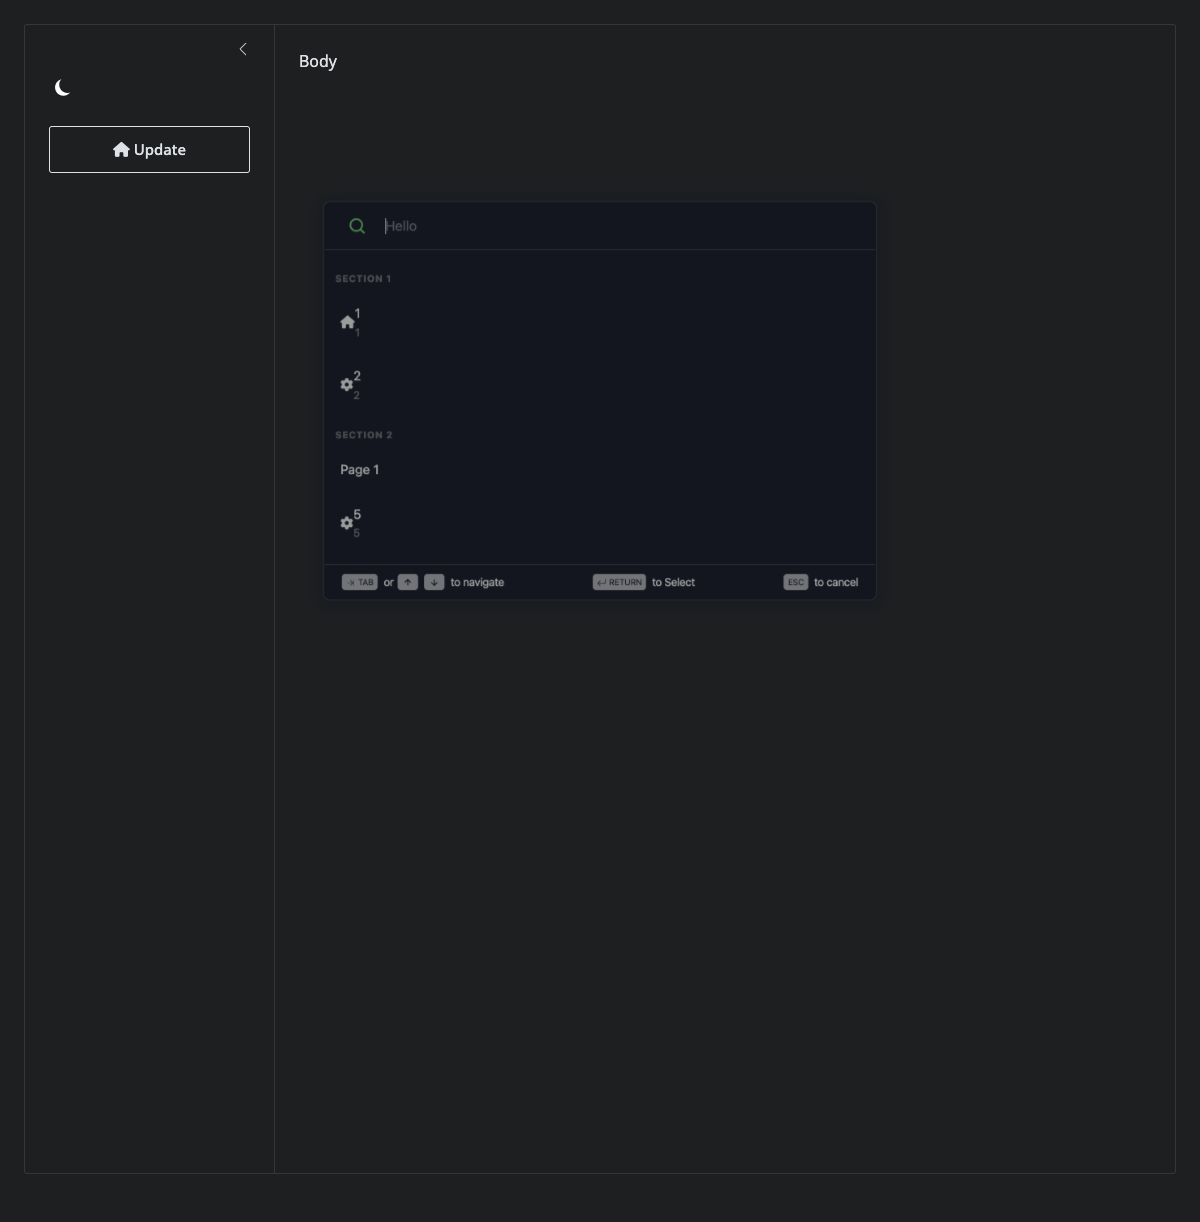 Body
Update
Hello
SECTION 1
1
1
2
2
SECTION 2
Page 1
5
5
TAB or to navigate RETURN to Select ESC to cancel